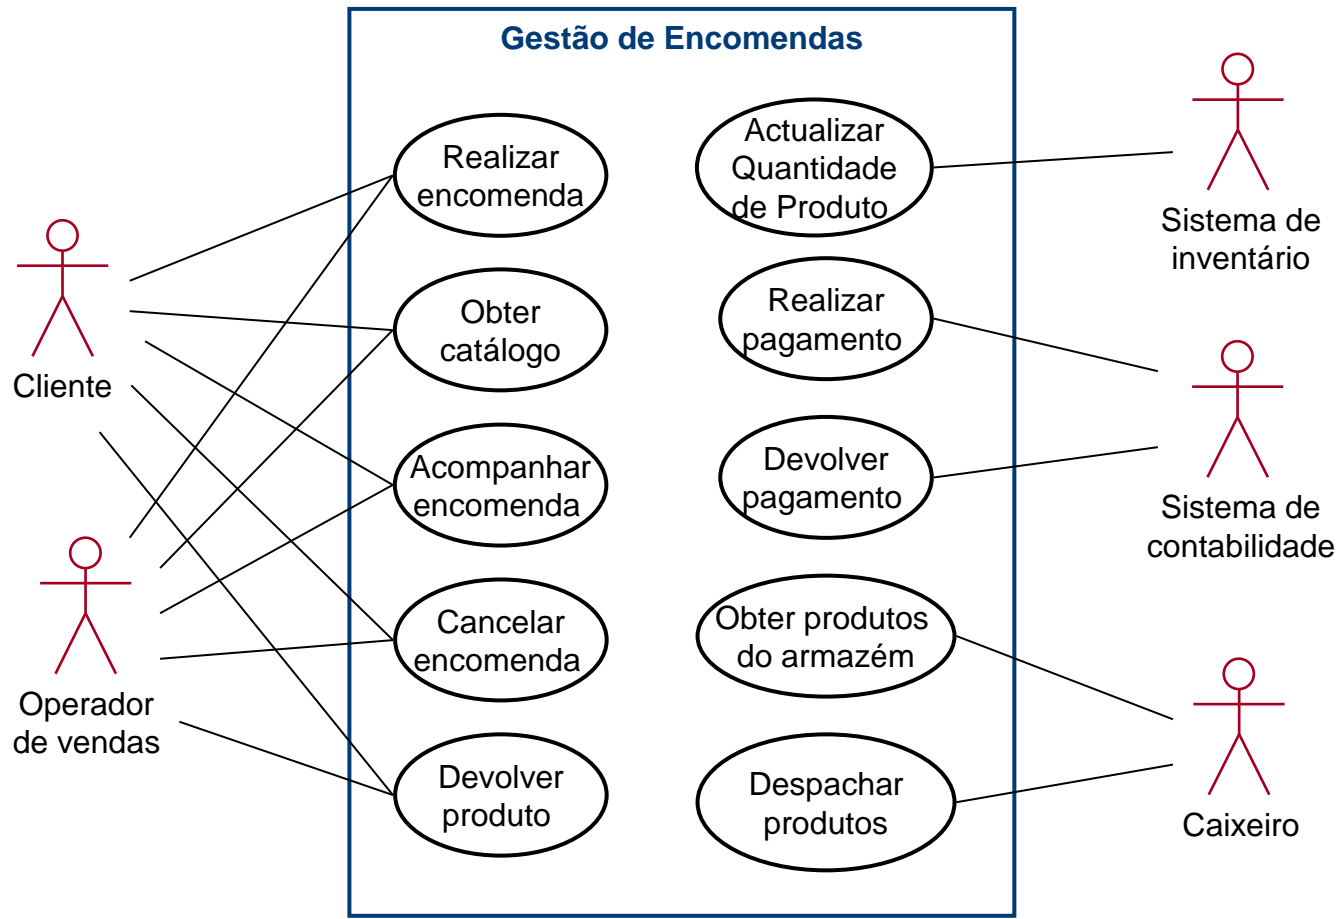 Gestão de Encomendas
Realizar
encomenda
Obter
catálogo
Acompanhar
encomenda
Cancelar
encomenda
Devolver
produto
Actualizar
Quantidade
de Produto
Realizar
pagamento
Devolver
pagamento
Obter produtos
do armazém
Despachar
produtos
Cliente
Operador
de vendas
Sistema de
inventário
Sistema de
contabilidade
Caixeiro